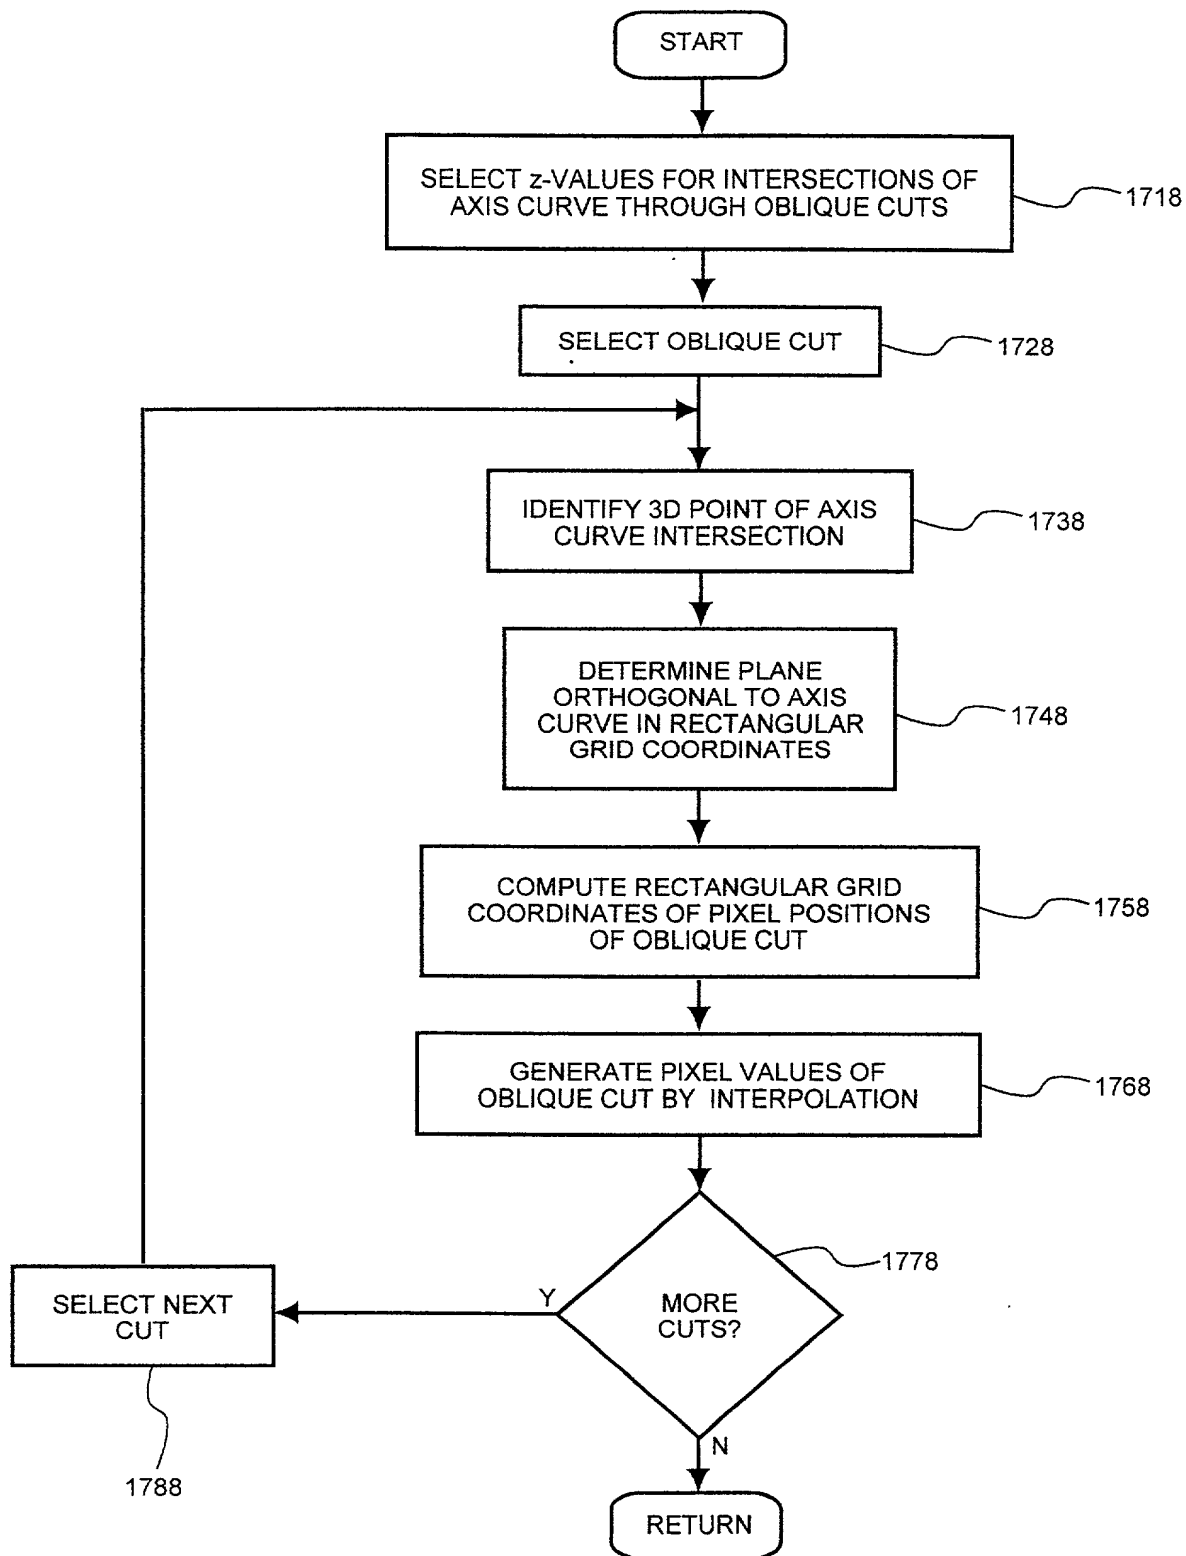 START
SELECT z-VALUES FOR INTERSECTIONS OF
AXIS CURVE THROUGH OBLIQUE CUTS
1718
SELECT OBLIQUE CUT
1728
IDENTIFY 3D POINT OF AXIS
CURVE INTERSECTION
1738
DETERMINE PLANE
ORTHOGONAL TO AXIS
CURVE IN RECTANGULAR
GRID COORDINATES
1748
COMPUTE RECTANGULAR GRID
COORDINATES OF PIXEL POSITIONS
OF OBLIQUE CUT
1758
GENERATE PIXEL VALUES OF
OBLIQUE CUT BY INTERPOLATION
1768
MORE
CUTS?
1778
Y
SELECT NEXT
CUT
1788
N
RETURN